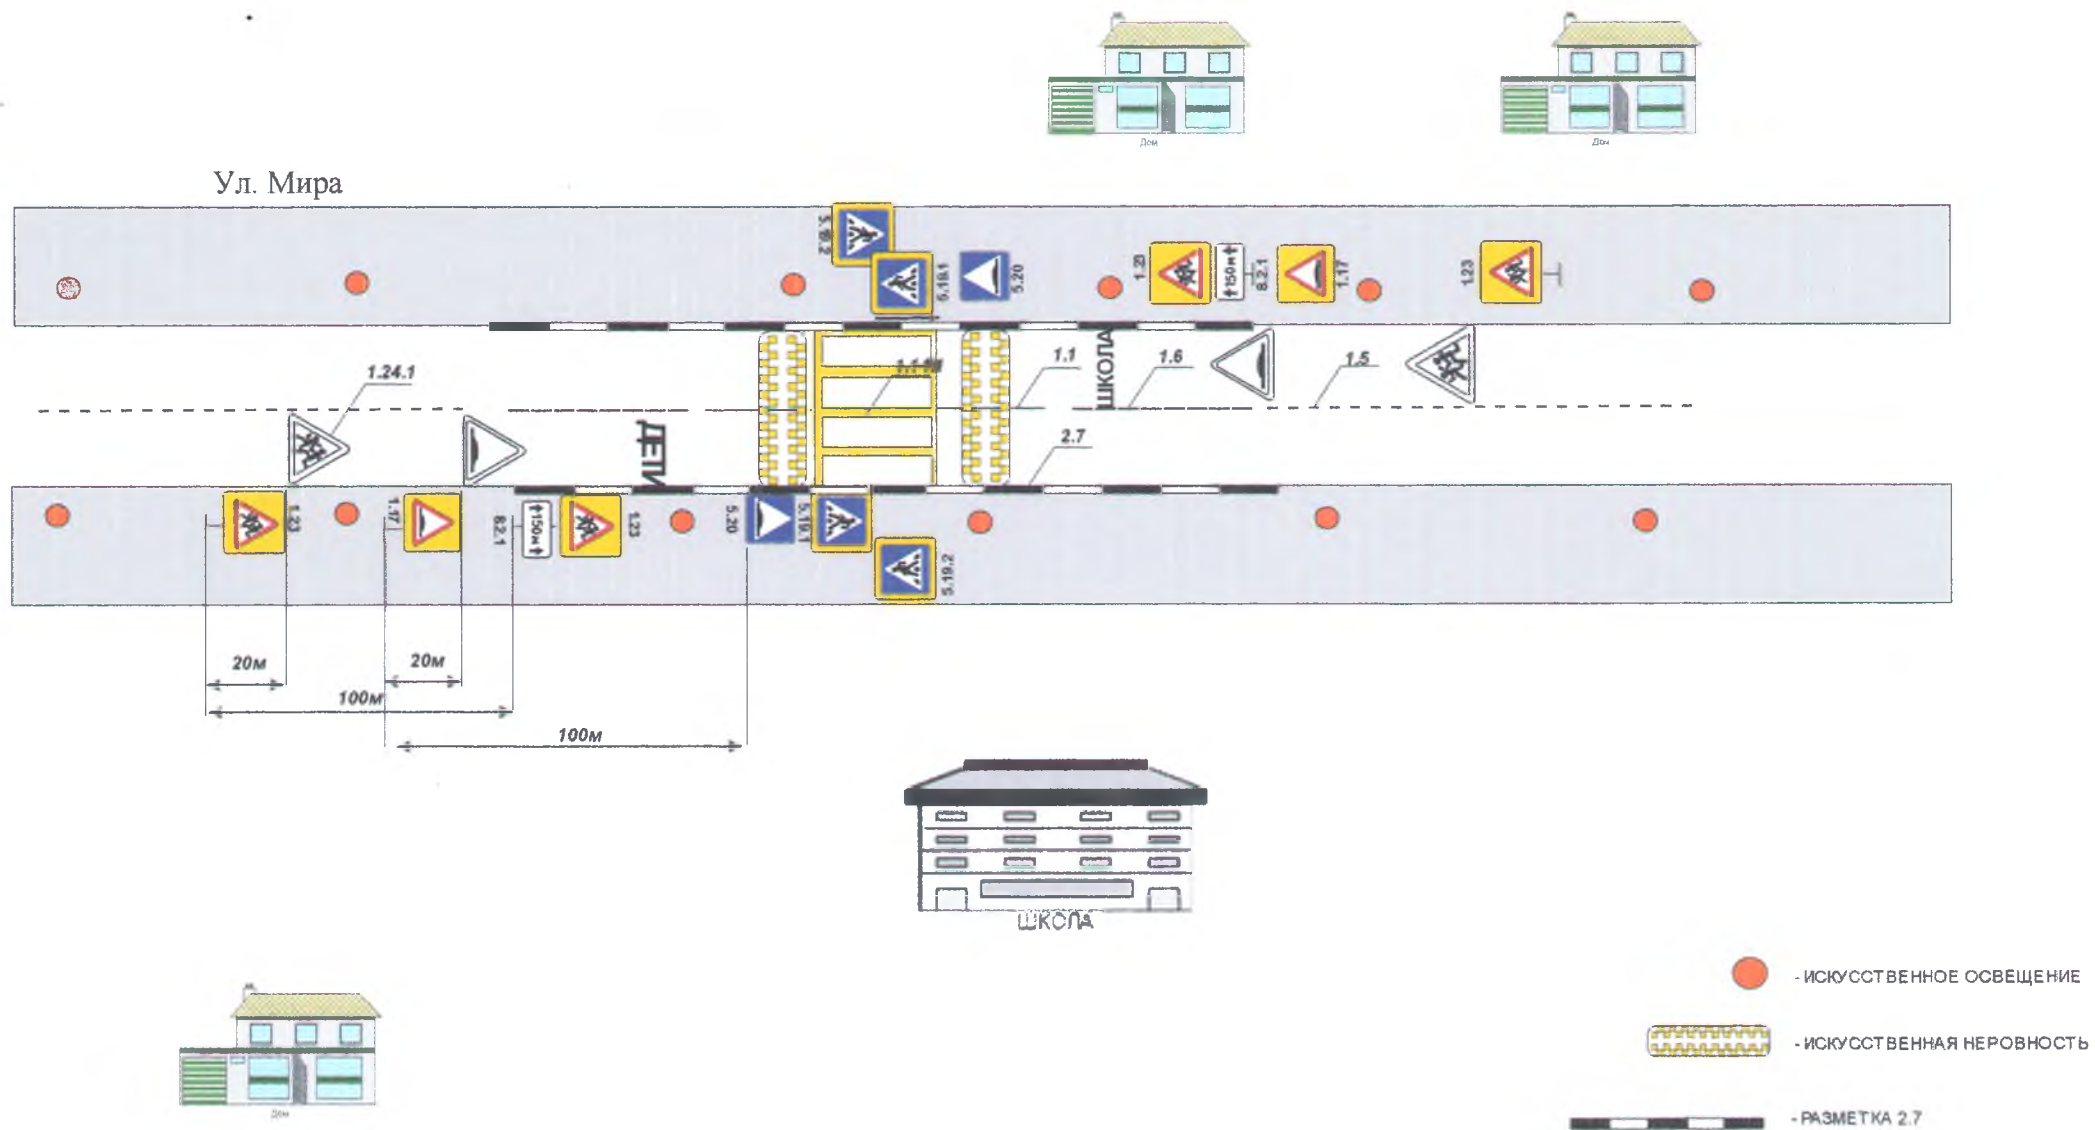 Дом
Дом
Ул. Мира
5.19.2
5.19.1
5.20
1.23
↑150м↑
8.2.1
1.17
1.23
1.24.1
1.1
ШКОЛА
1.6
1.5
ДЕТИ
2.7
1.23
1.17
8.2.1
↑150м↑
1.23
5.20
5.19.1
5.19.2
20м
20м
100м
100м
ШКОЛА
Дом
- ИСКУССТВЕННОЕ ОСВЕЩЕНИЕ
- ИСКУССТВЕННАЯ НЕРОВНОСТЬ
- РАЗМЕТКА 2.7